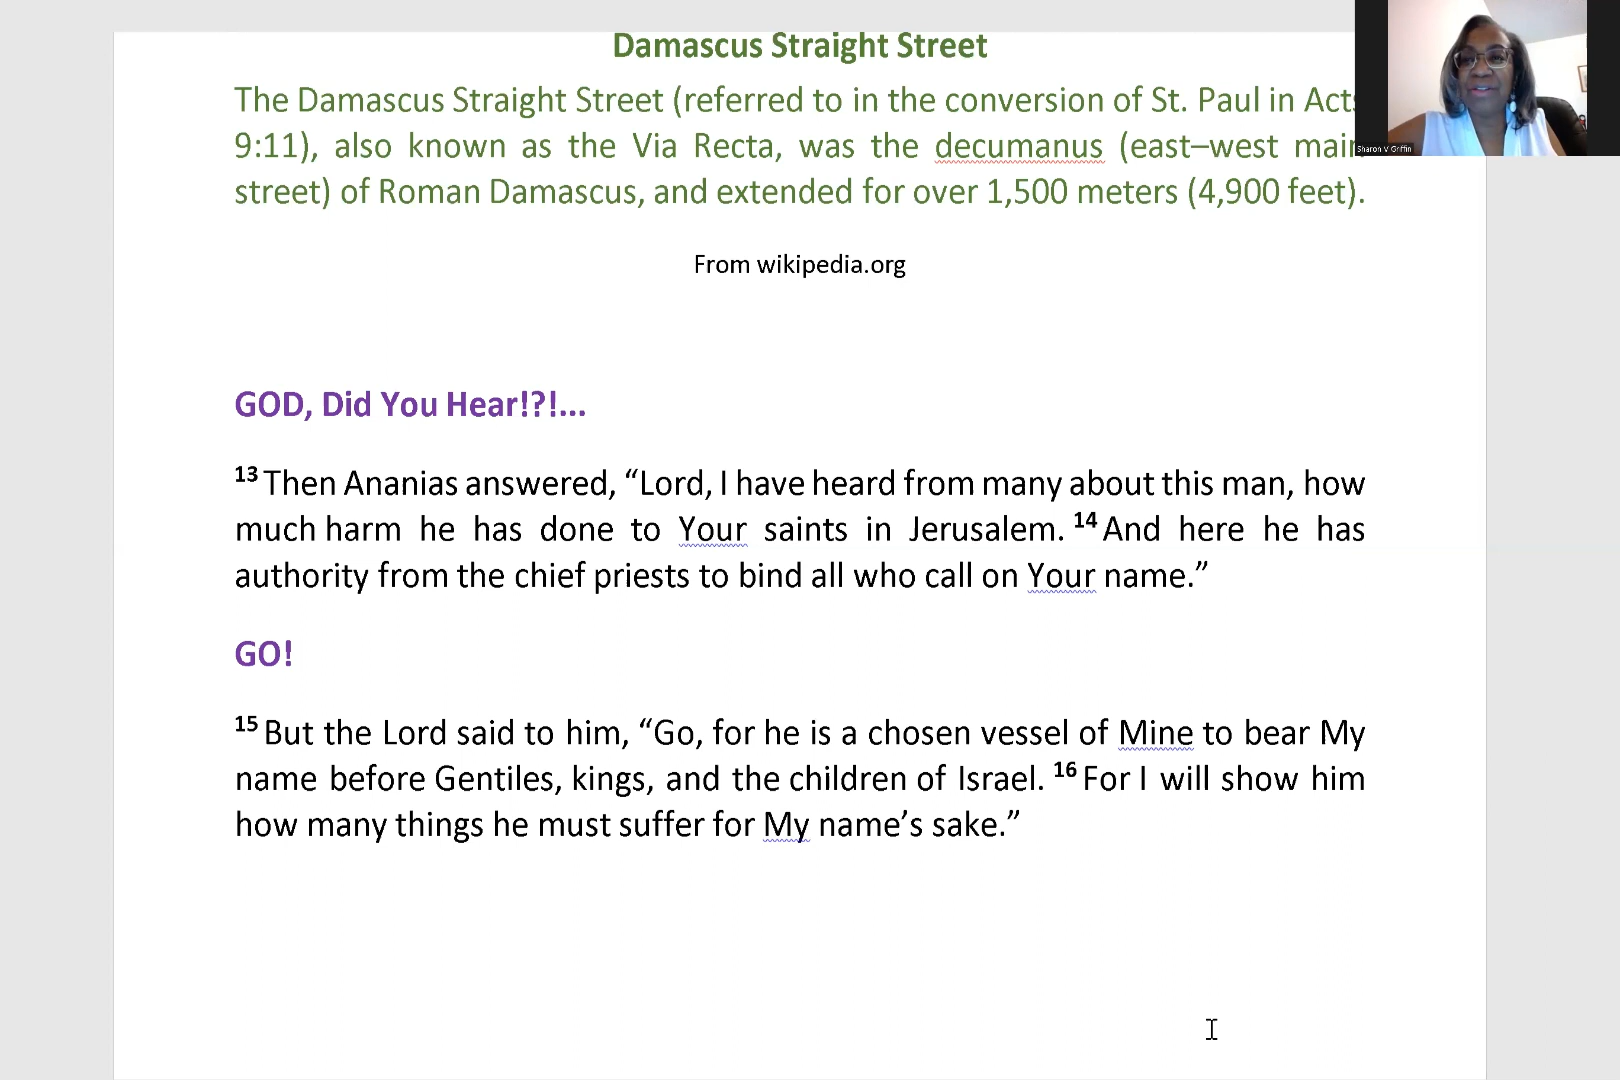 Damascus Straight Street
The Damascus Straight Street (referred to in the conversion of St. Paul in Acts
9:11), also known as the Via Recta, was the decumanus (east–west main
street) of Roman Damascus, and extended for over 1,500 meters (4,900 feet).
From wikipedia.org
GOD, Did You Hear!?!...
13 Then Ananias answered, “Lord, I have heard from many about this man, how
much harm he has done to Your saints in Jerusalem. 14 And here he has
authority from the chief priests to bind all who call on Your name.”
GO!
15 But the Lord said to him, “Go, for he is a chosen vessel of Mine to bear My
name before Gentiles, kings, and the children of Israel. 16 For I will show him
how many things he must suffer for My name’s sake.”
Sharon V Griffin